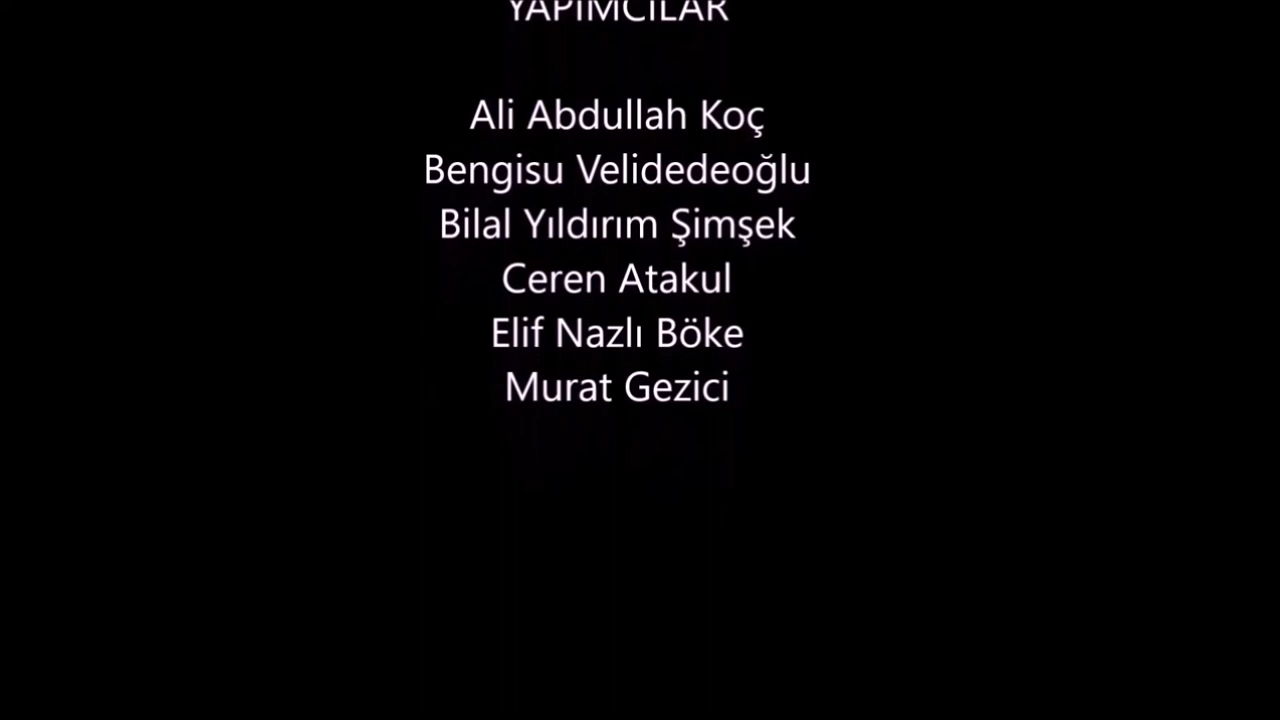 YAPIMCILAR
Ali Abdullah Koç
Bengisu Velidedeoğlu
Bilal Yıldırım Şimşek
Ceren Atakul
Elif Nazlı Böke
Murat Gezici